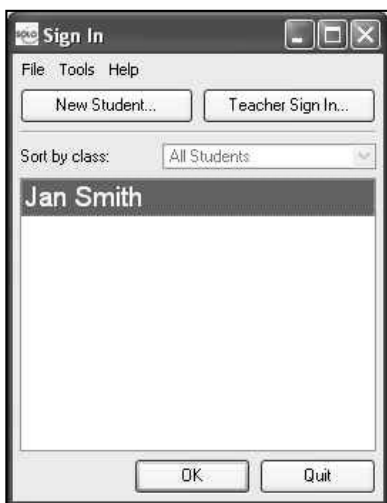 SOLO Sign In
File Tools Help
New Student... Teacher Sign In...
Sort by class: All Students
Jan Smith
OK Quit